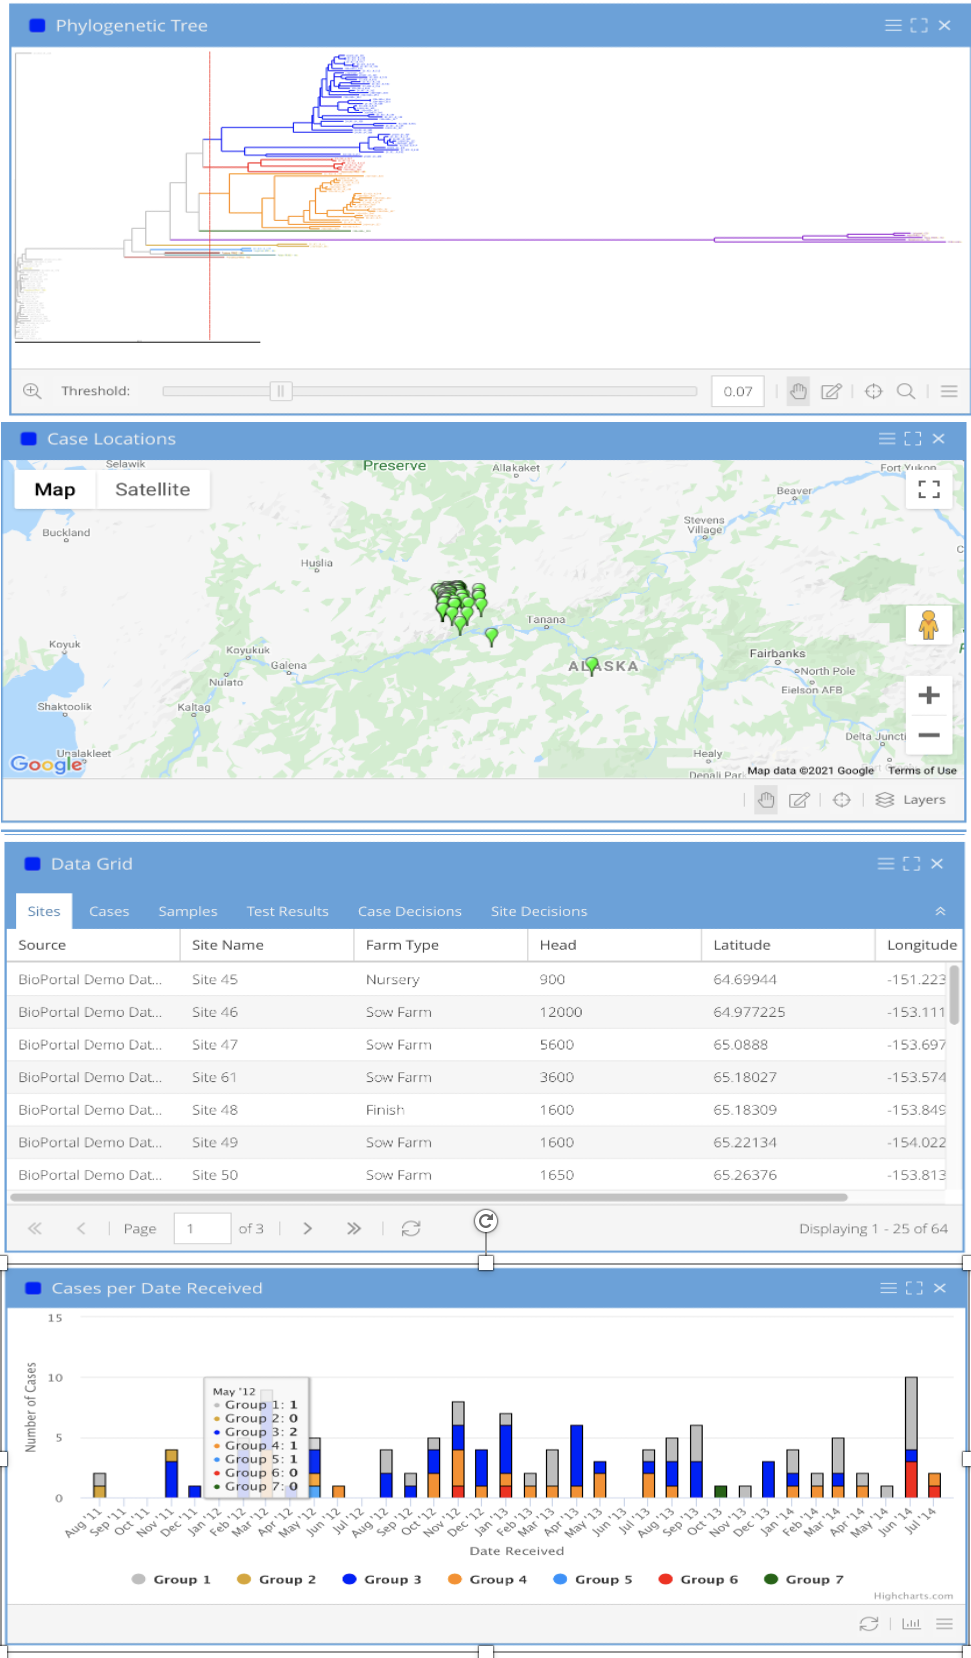 Phylogenetic Tree
Threshold:
0.07
Case Locations
Selawik
Preserve
Allakaket
Fort Yukon
Map Satellite
Beaver
Stevens
Village
Buckland
Huslia
Tanana
Koyuk
Koyukuk
Galena
Fairbanks
ALASKA
North Pole
Nulato
Eielson AFB
Shaktoolik
Kaltag
Delta Juncti
Unalakleet
Healy
Google
Denali Par
Map data ©2021 Google Terms of Use
Layers
Data Grid
Sites Cases Samples Test Results Case Decisions Site Decisions
Source Site Name Farm Type Head Latitude Longitude
BioPortal Demo Dat... Site 45 Nursery 900 64.69944 -151.223
BioPortal Demo Dat... Site 46 Sow Farm 12000 64.977225 -153.111
BioPortal Demo Dat... Site 47 Sow Farm 5600 65.0888 -153.697
BioPortal Demo Dat... Site 61 Sow Farm 3600 65.18027 -153.574
BioPortal Demo Dat... Site 48 Finish 1600 65.18309 -153.849
BioPortal Demo Dat... Site 49 Sow Farm 1600 65.22134 -154.022
BioPortal Demo Dat... Site 50 Sow Farm 1650 65.26376 -153.813
Page 1 of 3 Displaying 1 - 25 of 64
Cases per Date Received
15
10
5
0
Number of Cases
May '12
Group 1: 1
Group 2: 0
Group 3: 2
Group 4: 1
Group 5: 1
Group 6: 0
Group 7: 0
Aug '11 Sep '11 Oct '11 Nov '11 Dec '11 Jan '12 Feb '12 Mar '12 Apr '12 May '12 Jun '12 Jul '12 Aug '12 Sep '12 Oct '12 Nov '12 Dec '12 Jan '13 Feb '13 Mar '13 Apr '13 May '13 Jun '13 Jul '13 Aug '13 Sep '13 Oct '13 Nov '13 Dec '13 Jan '14 Feb '14 Mar '14 Apr '14 May '14 Jun '14 Jul '14
Date Received
Group 1 Group 2 Group 3 Group 4 Group 5 Group 6 Group 7
Highcharts.com